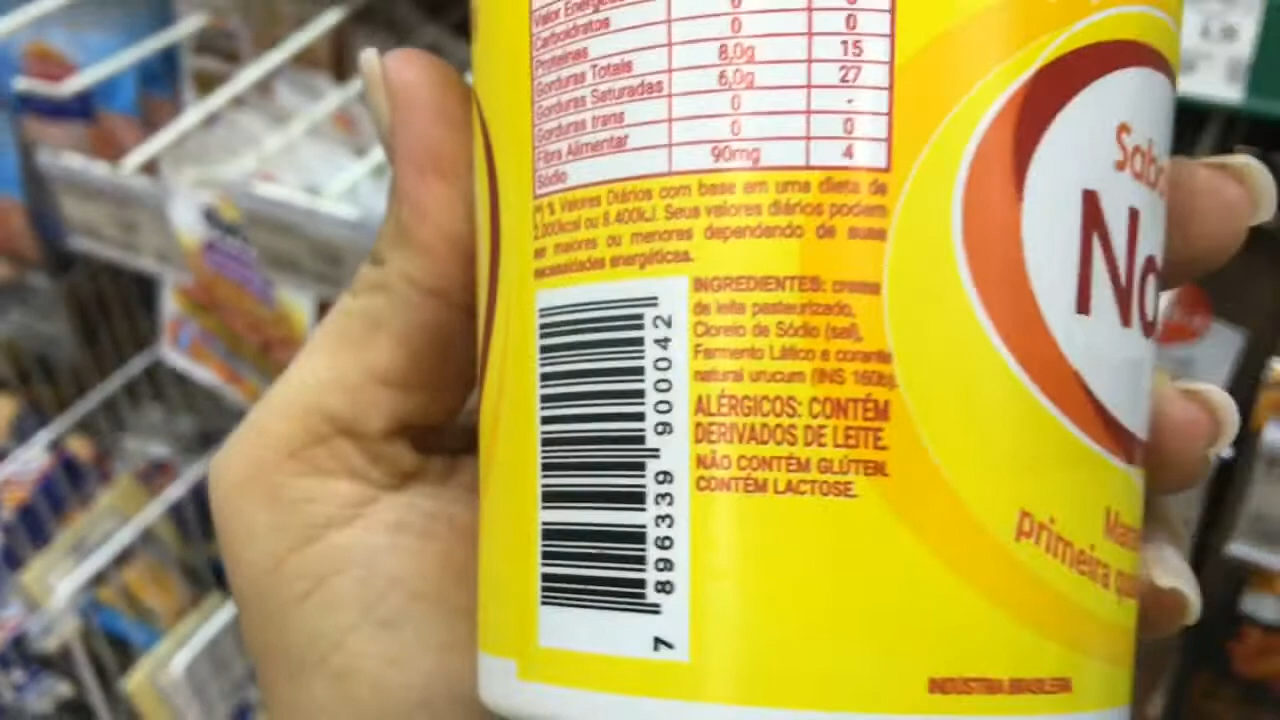 Valor Energético
0
Carboidratos
0
0
Proteínas
8,0g
15
Gorduras Totais
6,0g
27
Gorduras Saturadas
0
-
Gorduras trans
0
0
Fibra Alimentar
90mg
4
Sódio
(*) % Valores Diários com base em uma dieta de
2.000kcal ou 8.400kJ. Seus valores diários podem
ser maiores ou menores dependendo de suas
necessidades energéticas.
INGREDIENTES: creme
de leite pasteurizado,
Cloreto de Sódio (sal),
Fermento Lático e corante
natural urucum (INS 160b).
ALÉRGICOS: CONTÉM
DERIVADOS DE LEITE.
NÃO CONTÉM GLÚTEN.
CONTÉM LACTOSE.
7 896339 900042
Sabo
No
primeira
INDÚSTRIA BRASILEIRA